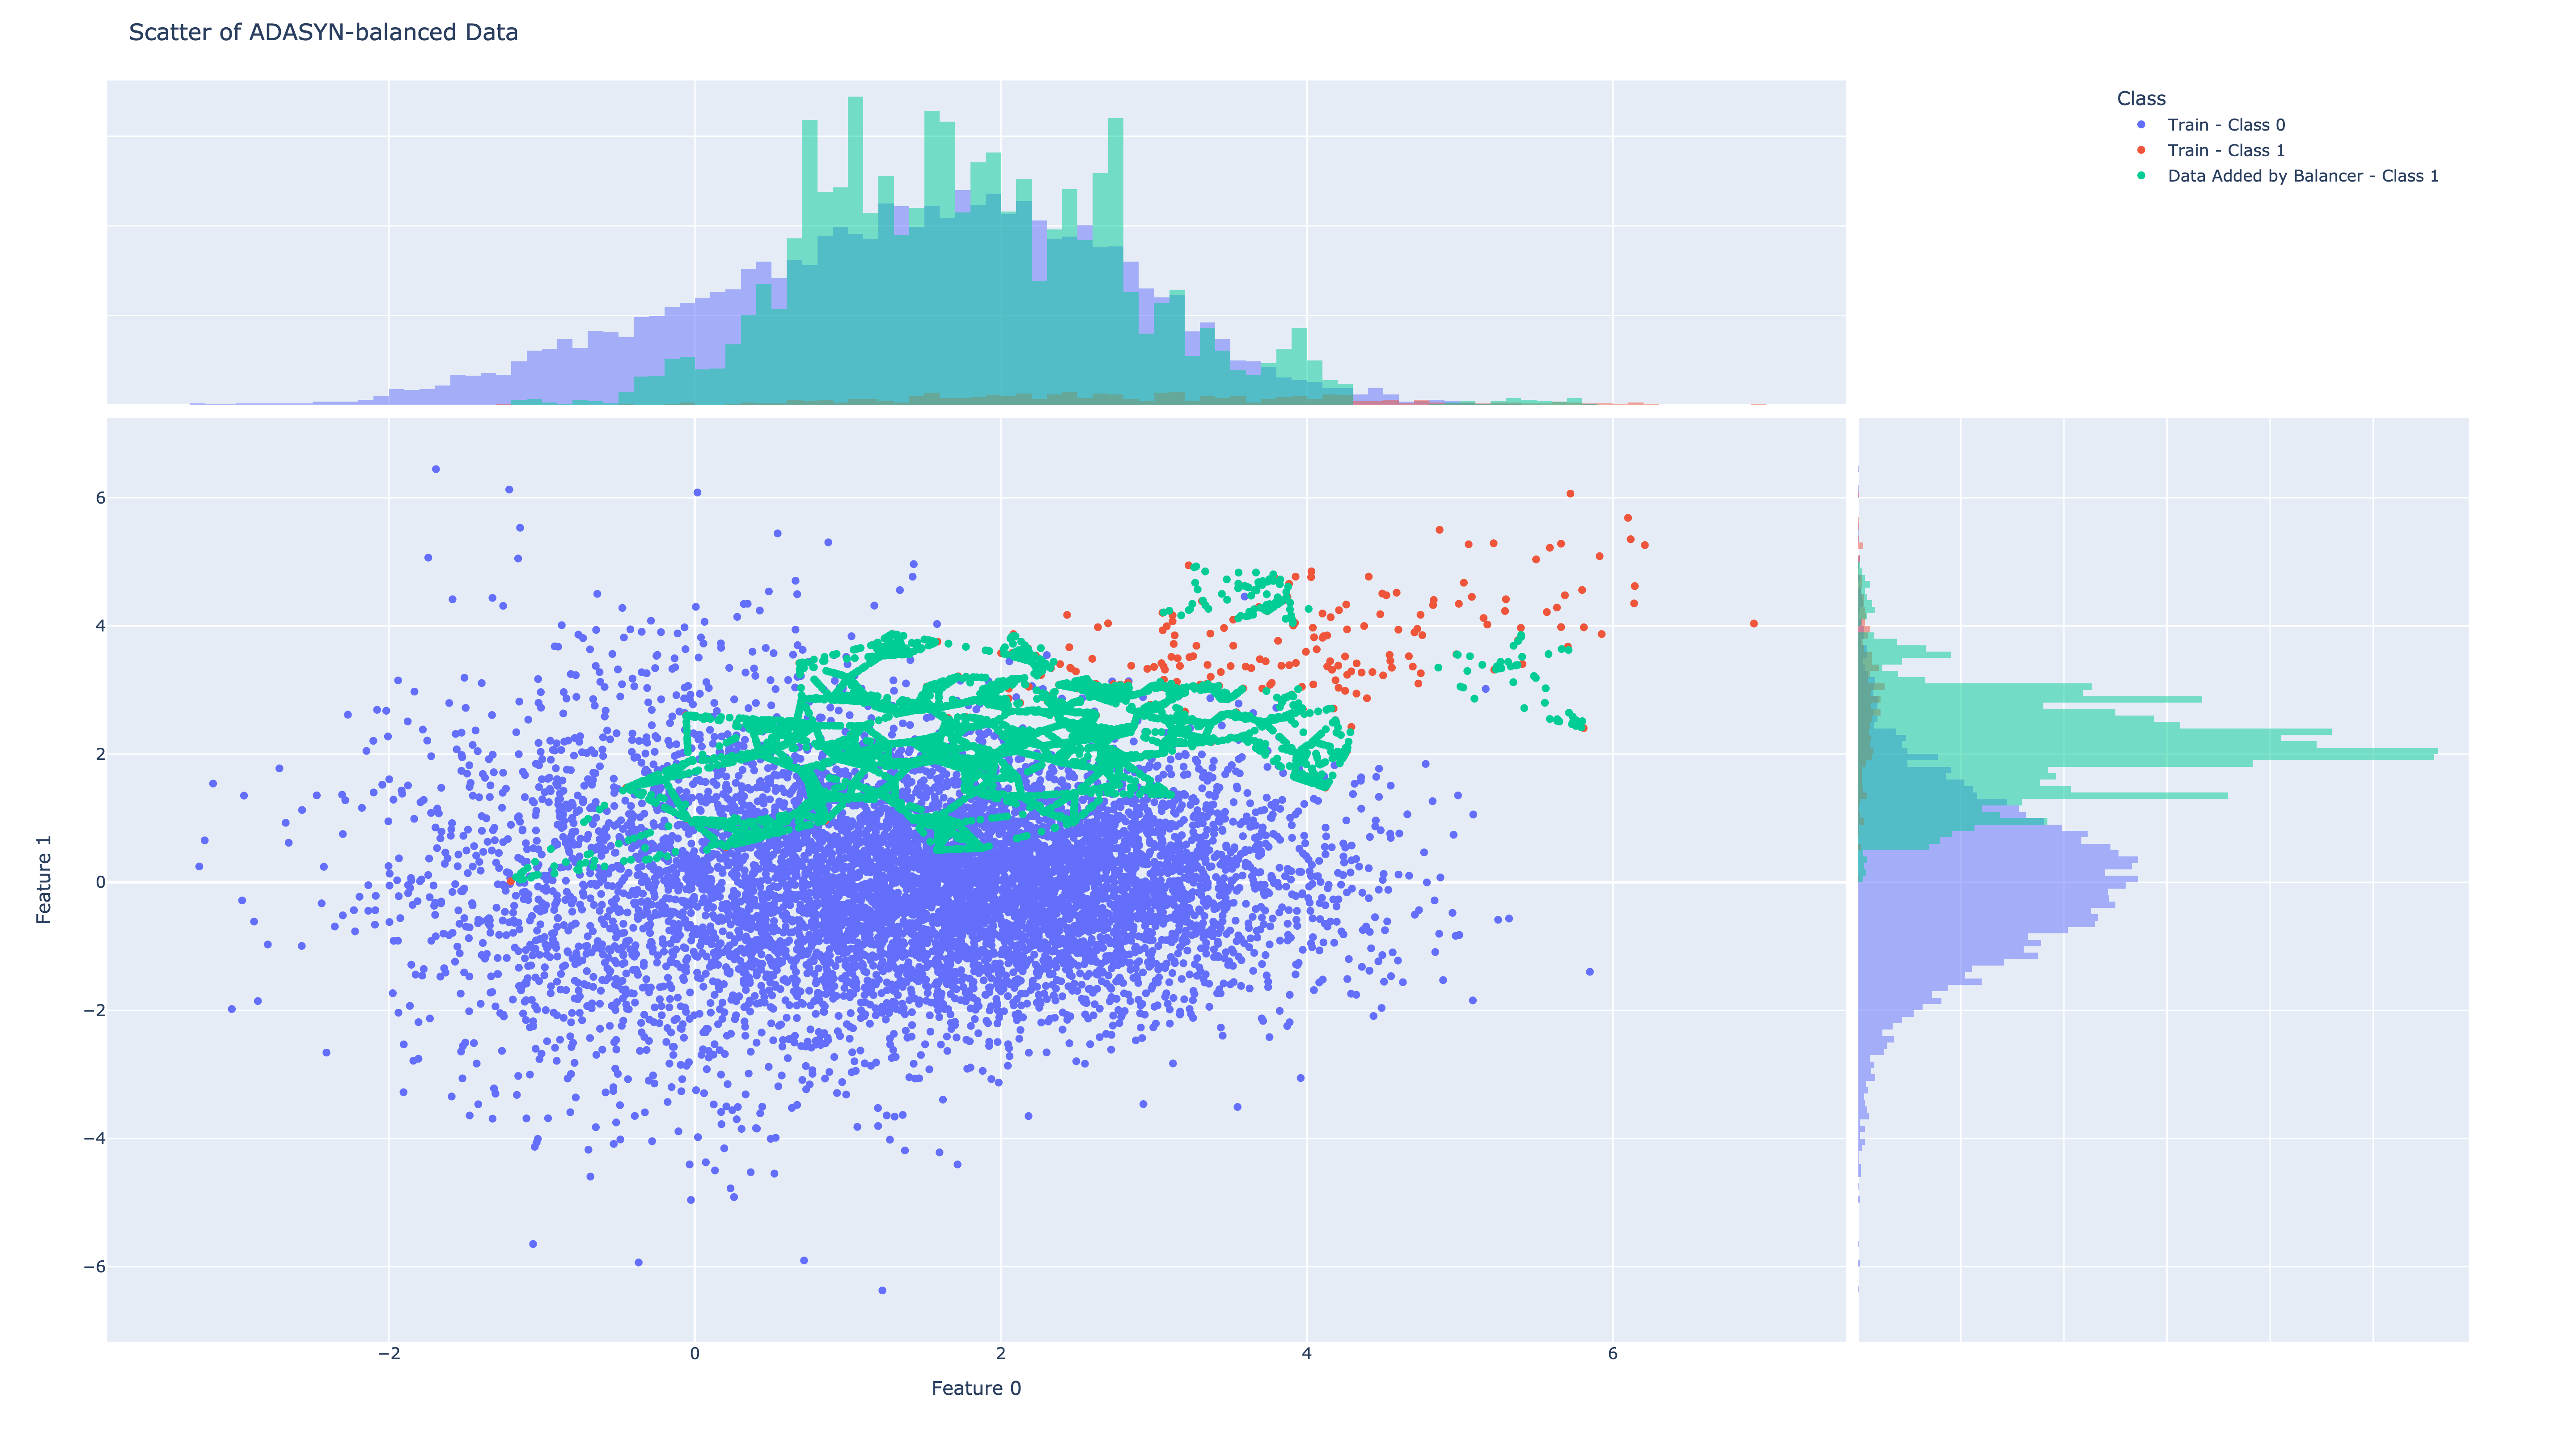 Scatter of ADASYN-balanced Data
Class
Train - Class 0
Train - Class 1
Data Added by Balancer - Class 1
6
4
2
0
−2
−4
−6
Feature 1
−2
0
2
4
6
Feature 0